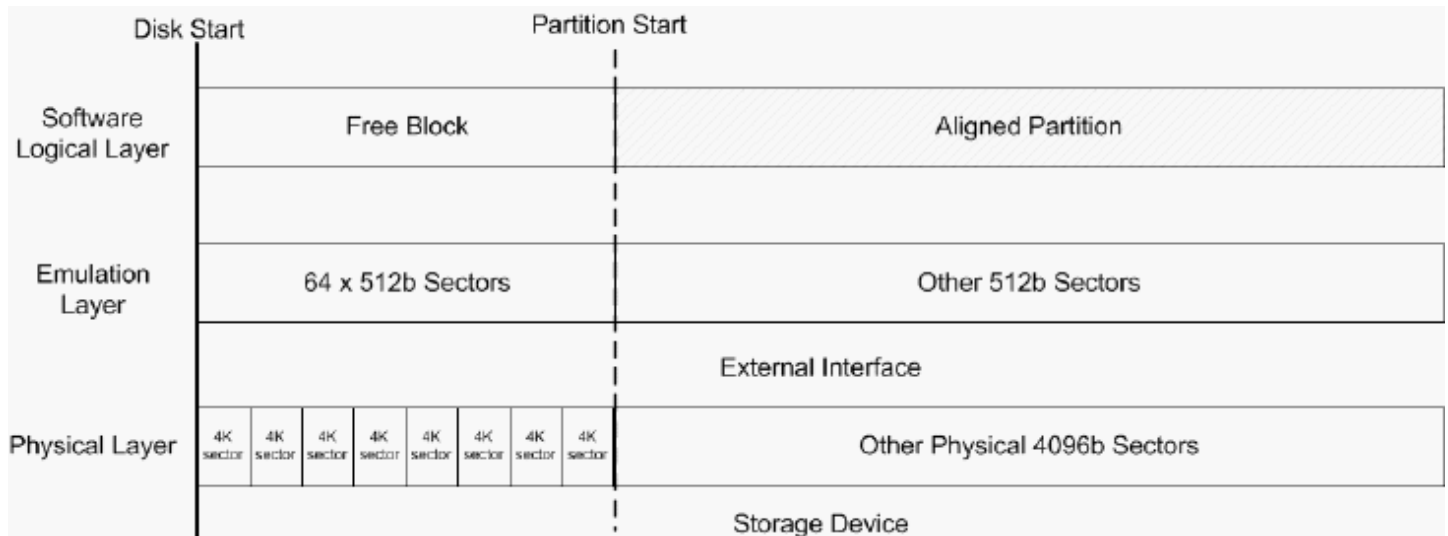 Disk Start
Partition Start
Software
Logical Layer
Free Block
Aligned Partition
Emulation
Layer
64 x 512b Sectors
Other 512b Sectors
External Interface
Physical Layer
4K
sector
4K
sector
4K
sector
4K
sector
4K
sector
4K
sector
4K
sector
4K
sector
Other Physical 4096b Sectors
Storage Device